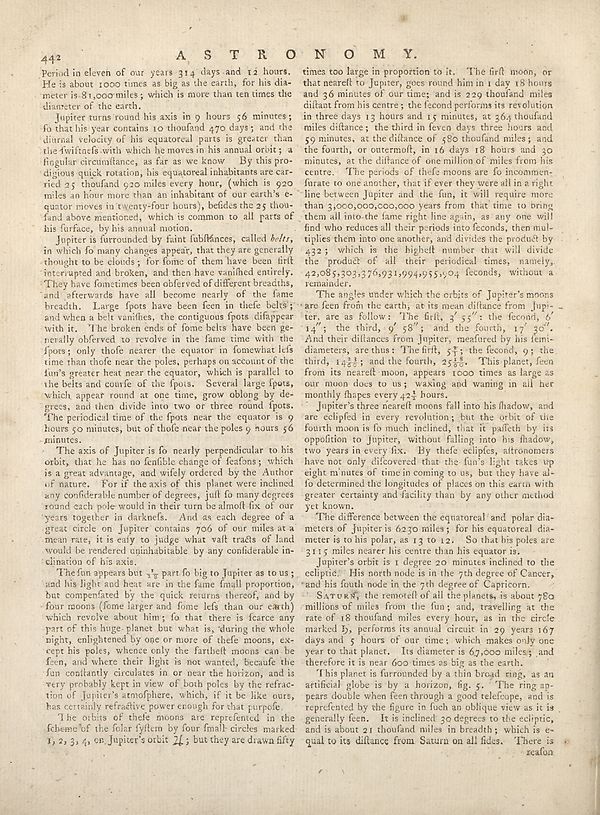 442
A S T R O N O M Y.
Period in eleven of our years 314 days and 12 hours.
He is about 1000 times as big as the earth, for his dia-
meter is 81,000 miles; which is more than ten times the
diameter of the earth.
Jupiter turns round his axis in 9 hours 56 minutes;
ſo that his year contains 10 thouſand 470 days; and the
diurnal velocity of his equatoreal parts is greater than
the ſwiftneſs with which he moves in his annual orbit; a
ſingular circumſtance, as far as we know By this pro-
digious quick rotation, his equatoreal inhabitants are car-
ried 25 thouſand 920 miles every hour, (which is 920
miles an hour more than an inhabitant of our earth's e-
quator moves in twenty-four hours), beſides the 25 thou-
ſand above mentioned, which is common to all parts of
his ſurface, by his annual motion.
Jupiter is ſurrounded by faint ſubſtances, called belts,
in which ſo many changes appear, that they are generally
thought to be clouds; for ſome of them have been firſt
interrupted and broken, and then have vaniſhed entirely.
They have ſometimes been obſerved of different breadths,
and afterwards have all become nearly of the ſame
breadth. Large ſpots have been ſeen in theſe belts;
and when a belt vaniſhes, the contiguous ſpots diſappear
with it. The broken ends of ſome belts have been ge-
nerally obſerved to revolve in the ſame time with the
ſpots; only thoſe nearer the equator in ſomewhat leſs
time than thoſe near the poles, perhaps on account of the
ſun's greater heat near the equator, which is parallel to
the belts and courſe of the ſpots. Several large ſpots,
which appear round at one time, grow oblong by de-
grees, and then divide into two or three round ſpots.
The periodical time of the ſpots near the equator is 9
hours 50 minutes, but of thoſe near the poles 9 hours 56
minutes.
The axis of Jupiter is ſo nearly perpendicular to his
orbit, that he has no ſenſible change of ſeaſons; which
is a great advantage, and wiſely ordered by the Author
of nature. For if the axis of this planet were inclined
any conſiderable number of degrees, juſt ſo many degrees
round each pole would in their turn be almoſt ſix of our
years together in darkneſs. And as each degree of a
great circle on Jupiter contains 706 of our miles at a
mean rate, it is eaſy to judge what vaſt tracts of land
would be rendered uninhabitable by any conſiderable in-
clination of his axis.
The ſun appears but 1/28 part ſo big to Jupiter as to us;
and his light and heat are in the ſame ſmall proportion,
but compenſated by the quick returns thereof, and by
four moons (ſome larger and ſome leſs than our earth)
which revolve about him; ſo that there is ſcarce any
part of this huge planet but what is, during the whole
night, enlightened by one or more of theſe moons, ex-
cept his poles, whence only the fartheſt moons can be
ſeen, and where their light is not wanted, becauſe the
ſun conſtantly circulates in or near the horizon, and is
very probably kept in view of both poles by the refrac-
tion of Jupiter's atmoſphere, which, if it be like ours,
has certainly refractive power enough for that purpoſe.
The orbits of theſe moons are repreſented in the
ſcheme of the ſolar ſyſtem by four ſmall circles marked
1, 2, 3, 4, on Jupiter's orbit ♃; but they are drawn fifty
times too large in proportion to it. The firſt moon, or
that neareſt to Jupiter, goes round him in 1 day 18 hours
and 36 minutes of our time; and is 229 thouſand miles
diſtant from his centre; the ſecond performs its revolution
in three days 13 hours and 15 minutes, at 364 thouſand
miles diſtance; the third in ſeven days three hours and
59 minutes, at the diſtance of 580 thouſand miles; and
the fourth, or outermoſt, in 16 days 18 hours and 30
minutes, at the diſtance of one million of miles from his
centre. The periods of theſe moons are ſo incommen-
ſurate to one another, that if ever they were all in a right
line between Jupiter and the ſun, it will require more
than 3,000,000,000,000 years from that time to bring
them all into the ſame right line again, as any one will
find who reduces all their periods into ſeconds, then mul-
tiplies them into one another, and divides the product by
432; which is the higheſt number that will divide
the product of all their periodical times, namely,
42,085,303,376,931,994,955,904 ſeconds, without a
remainder.
The angles under which the orbits of Jupiter's moons
are ſeen from the earth, at its mean diſtance from Jupi-
ter, are as follow: The firſt, 3′ 55″: the ſecond, 6′
14″; the third, 9′ 58″; and the fourth, 17′ 30″.
And their diſtances from Jupiter, meaſured by his ſemi-
diameters, are thus: The firſt, the ſecond, 9; the
third, and the fourth, This planet, ſeen
from its neareſt moon, appears 1000 times as large as
our moon does to us; waxing and waning in all her
monthly ſhapes every 42½ hours.
Jupiter's three neareſt moons fall into his ſhadow, and
are eclipſed in every revolution; but the orbit of the
fourth moon is ſo much inclined, that it paſſeth by its
oppoſition to Jupiter, without falling into his ſhadow,
two years in every ſix. By theſe eclipſes, aſtronomers
have not only diſcovered that the ſun's light takes up
eight minutes of time in coming to us, but they have al-
ſo determined the longitudes of places on this earth with
greater certainty and facility than by any other method
yet known.
The difference between the equatoreal and polar dia-
meters of Jupiter is 6230 miles; for his equatoreal dia-
meter is to his polar, as 13 to 12. So that his poles are
3115 miles nearer his centre than his equator is.
Jupiter's orbit is 1 degree 20 minutes inclined to the
ecliptic. His north node is in the 7th degree of Cancer,
and his ſouth node in the 7th degree of Capricorn.
SATURN, the remoteſt of all the planets, is about 780
millions of miles from the ſun; and, travelling at the
rate of 18 thouſand miles every hour, as in the circle
marked ♄, performs its annual circuit in 29 years 167
days and 5 hours of our time; which makes only one
year to that planet. Its diameter is 67,000 miles; and
therefore it is near 600 times as big as the earth.
This planet is ſurrounded by a thin broad ring, as an
artificial globe is by a horizon, fig. 5. The ring ap-
pears double when ſeen through a good teleſcope, and is
repreſented by the figure in ſuch an oblique view as it is
generally ſeen. It is inclined 30 degrees to the ecliptic,
and is about 21 thouſand miles in breadth; which is e-
qual to its diſtance from Saturn on all ſides. There is
reaſon